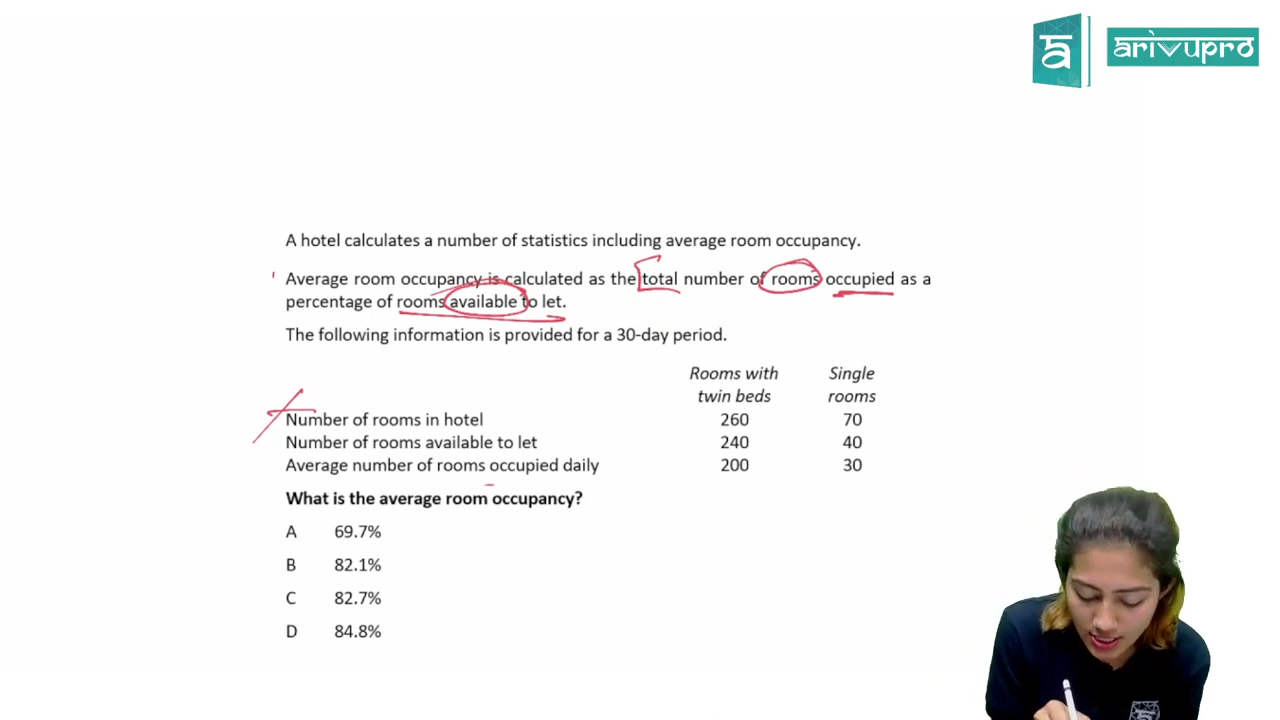 arivupro
A hotel calculates a number of statistics including average room occupancy.
Average room occupancy is calculated as the total number of rooms occupied as a
percentage of rooms available to let.
The following information is provided for a 30-day period.
Rooms with Single
twin beds rooms
Number of rooms in hotel 260 70
Number of rooms available to let 240 40
Average number of rooms occupied daily 200 30
What is the average room occupancy?
A 69.7%
B 82.1%
C 82.7%
D 84.8%